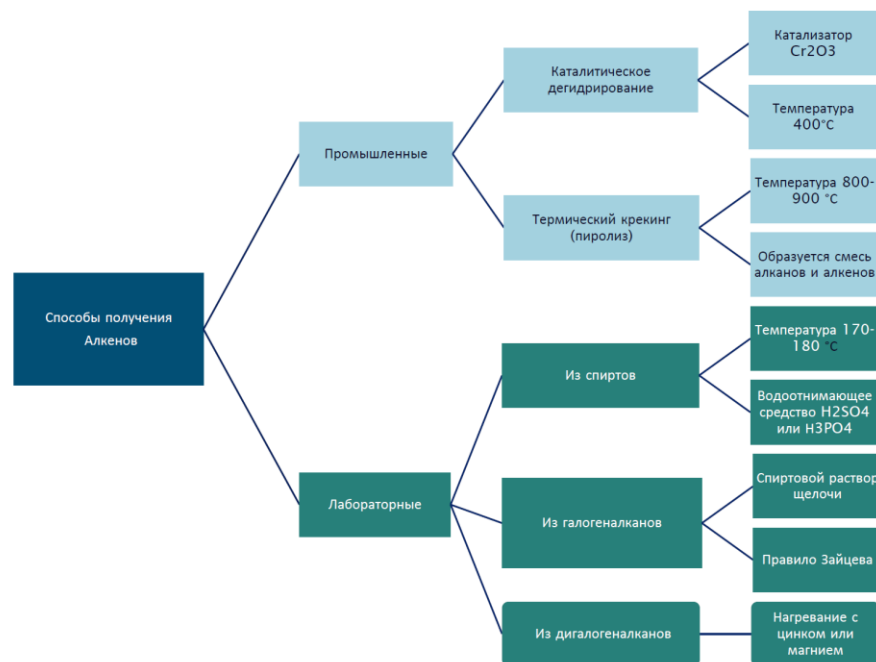 Способы получения
Алкенов
Промышленные
Каталитическое
дегидрирование
Катализатор
Cr2O3
Температура
400°С
Термический крекинг
(пиролиз)
Температура 800-
900 °С
Образуется смесь
алканов и алкенов
Лабораторные
Из спиртов
Температура 170-
180 °С
Водоотнимающее
средство H2SO4
или H3PO4
Из галогеналканов
Спиртовой раствор
щелочи
Правило Зайцева
Из дигалогеналканов
Нагревание с
цинком или
магнием